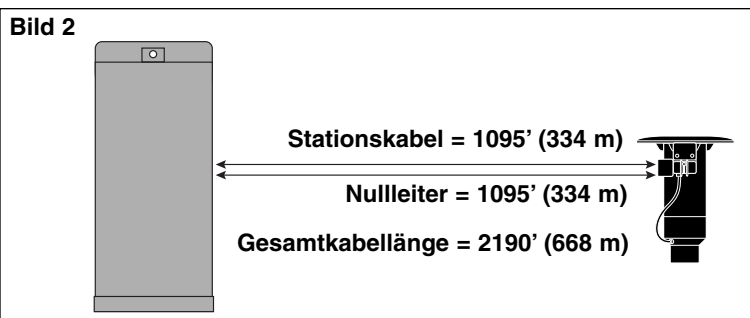 Bild 2
Stationskabel = 1095’ (334 m)
Nullleiter = 1095’ (334 m)
Gesamtkabellänge = 2190’ (668 m)